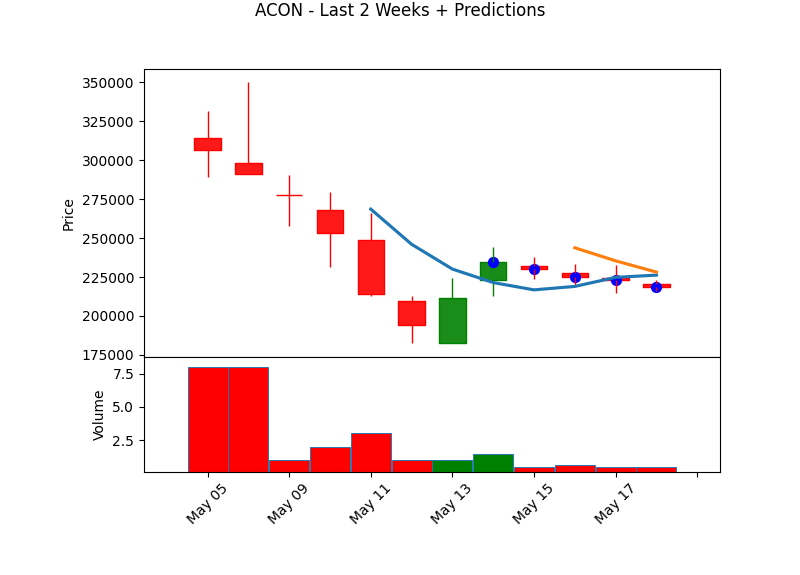 ACON - Last 2 Weeks + Predictions
350000
325000
300000
275000
250000
225000
200000
175000
Price
7.5
5.0
2.5
Volume
May 05
May 09
May 11
May 13
May 15
May 17